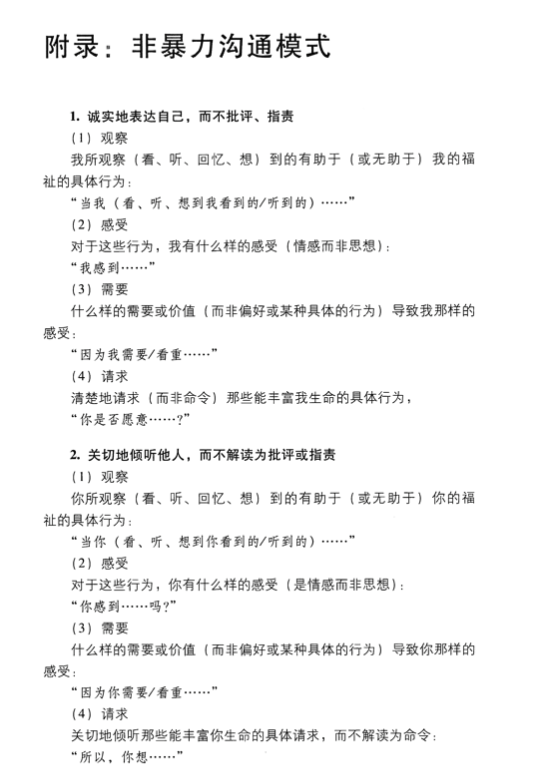 附录：非暴力沟通模式
1. 诚实地表达自己，而不批评、指责
（1）观察
我所观察（看、听、回忆、想）到的有助于（或无助于）我的福
祉的具体行为：
“当我（看、听、想到我看到的/听到的）……”
（2）感受
对于这些行为，我有什么样的感受（情感而非思想）：
“我感到……”
（3）需要
什么样的需要或价值（而非偏好或某种具体的行为）导致我那样的
感受：
“因为我需要/看重……”
（4）请求
清楚地请求（而非命令）那些能丰富我生命的具体行为，
“你是否愿意……？”
2. 关切地倾听他人，而不解读为批评或指责
（1）观察
你所观察（看、听、回忆、想）到的有助于（或无助于）你的福
祉的具体行为：
“当你（看、听、想到你看到的/听到的）……”
（2）感受
对于这些行为，你有什么样的感受（是情感而非思想）：
“你感到……吗？”
（3）需要
什么样的需要或价值（而非偏好或某种具体的行为）导致你那样的
感受：
“因为你需要/看重……”
（4）请求
关切地倾听那些能丰富你生命的具体请求，而不解读为命令：
“所以，你想……”